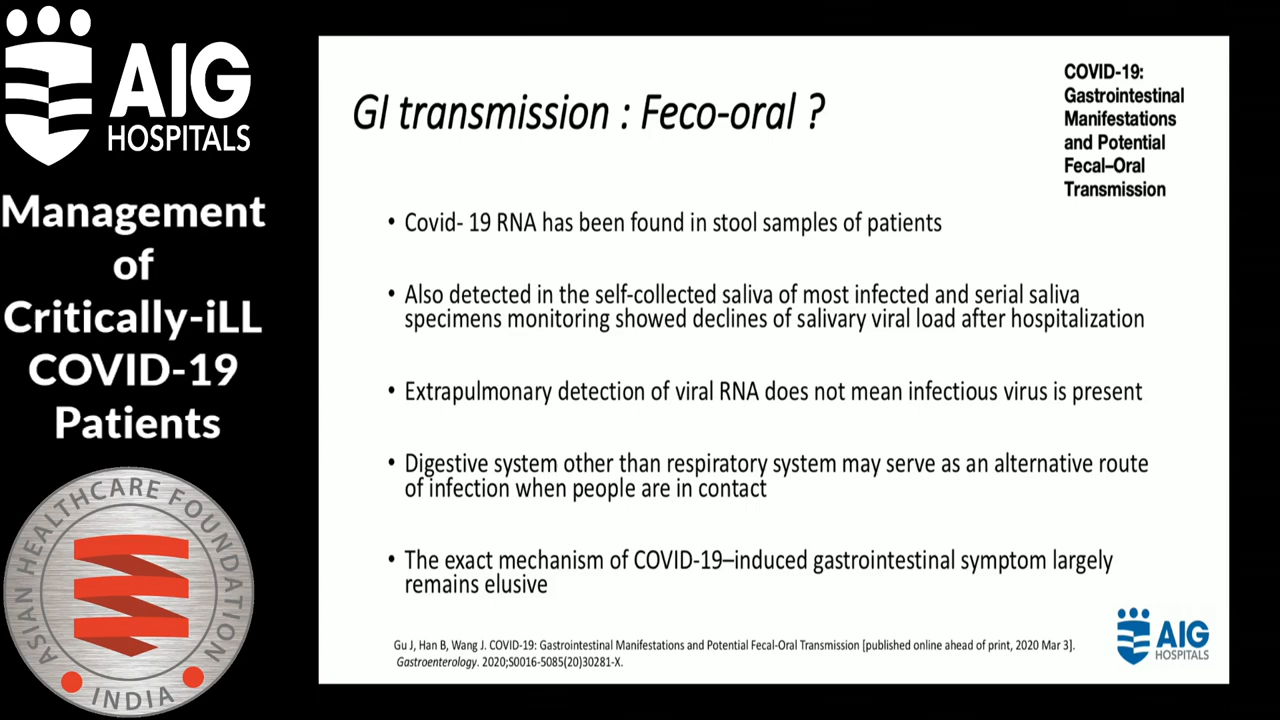 AIG
HOSPITALS
Management
of
Critically-iLL
COVID-19
Patients
ASIAN HEALTHCARE FOUNDATION
INDIA
GI transmission : Feco-oral ?
COVID-19:
Gastrointestinal
Manifestations
and Potential
Fecal–Oral
Transmission
• Covid- 19 RNA has been found in stool samples of patients
• Also detected in the self-collected saliva of most infected and serial saliva
specimens monitoring showed declines of salivary viral load after hospitalization
• Extrapulmonary detection of viral RNA does not mean infectious virus is present
• Digestive system other than respiratory system may serve as an alternative route
of infection when people are in contact
• The exact mechanism of COVID-19–induced gastrointestinal symptom largely
remains elusive
Gu J, Han B, Wang J. COVID-19: Gastrointestinal Manifestations and Potential Fecal-Oral Transmission [published online ahead of print, 2020 Mar 3].
Gastroenterology. 2020;S0016-5085(20)30281-X.
AIG
HOSPITALS